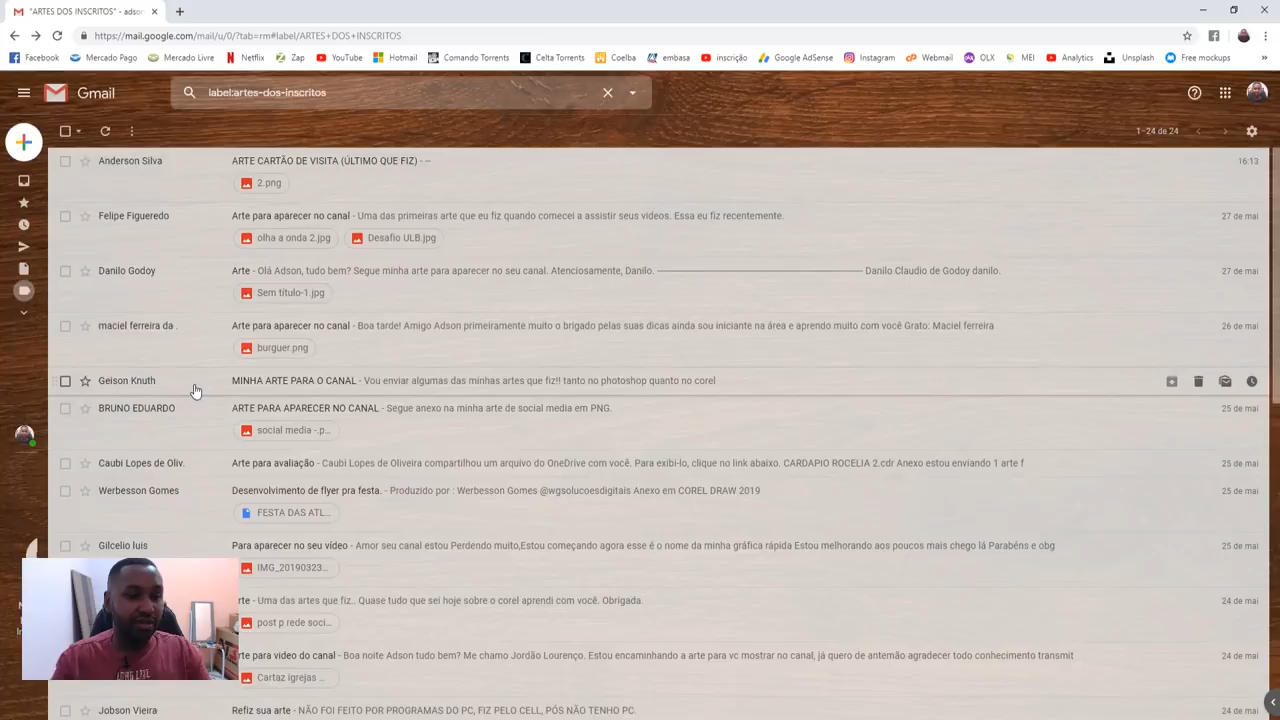 "ARTES DOS INSCRITOS" - adso
https://mail.google.com/mail/u/0/?tab=rm#label/ARTES+DOS+INSCRITOS
Facebook Mercado Pago Mercado Livre Netflix Zap YouTube Hotmail Comando Torrents Celta Torrents Coelba embasa inscrição Google AdSense Instagram Webmail OLX MEI Analytics Unsplash Free mockups
Gmail label:artes-dos-inscritos
1–24 de 24
Anderson Silva ARTE CARTÃO DE VISITA (ÚLTIMO QUE FIZ) - -- 16:13
2.png
Felipe Figueredo Arte para aparecer no canal - Uma das primeiras arte que eu fiz quando comecei a assistir seus videos. Essa eu fiz recentemente. 27 de mai
olha a onda 2.jpg Desafio ULB.jpg
Danilo Godoy Arte - Olá Adson, tudo bem? Segue minha arte para aparecer no seu canal. Atenciosamente, Danilo. Danilo Claudio de Godoy danilo. 27 de mai
Sem título-1.jpg
maciel ferreira da . Arte para aparecer no canal - Boa tarde! Amigo Adson primeiramente muito o brigado pelas suas dicas ainda sou iniciante na área e aprendo muito com você Grato: Maciel ferreira 26 de mai
burguer.png
Geison Knuth MINHA ARTE PARA O CANAL - Vou enviar algumas das minhas artes que fiz!! tanto no photoshop quanto no corel
BRUNO EDUARDO ARTE PARA APARECER NO CANAL - Segue anexo na minha arte de social media em PNG. 25 de mai
social media -.p...
Caubi Lopes de Oliv. Arte para avaliação - Caubi Lopes de Oliveira compartilhou um arquivo do OneDrive com você. Para exibi-lo, clique no link abaixo. CARDAPIO ROCELIA 2.cdr Anexo estou enviando 1 arte f 25 de mai
Werbesson Gomes Desenvolvimento de flyer pra festa. - Produzido por : Werbesson Gomes @wgsolucoesdigitais Anexo em COREL DRAW 2019 25 de mai
FESTA DAS ATL...
Gilcelio luis Para aparecer no seu vídeo - Amor seu canal estou Perdendo muito,Estou começando agora esse é o nome da minha gráfica rápida Estou melhorando aos poucos mais chego lá Parabéns e obg 24 de mai
IMG_20190323...
rte - Uma das artes que fiz.. Quase tudo que sei hoje sobre o corel aprendi com você. Obrigada. 24 de mai
post p rede soci...
rte para video do canal - Boa noite Adson tudo bem? Me chamo Jordão Lourenço. Estou encaminhando a arte para vc mostrar no canal, já quero de antemão agradecer todo conhecimento transmit 24 de mai
Cartaz igrejas ...
Jobson Vieira Refiz sua arte - NÃO FOI FEITO POR PROGRAMAS DO PC, FIZ PELO CELL, PÓS NÃO TENHO PC. 24 de mai